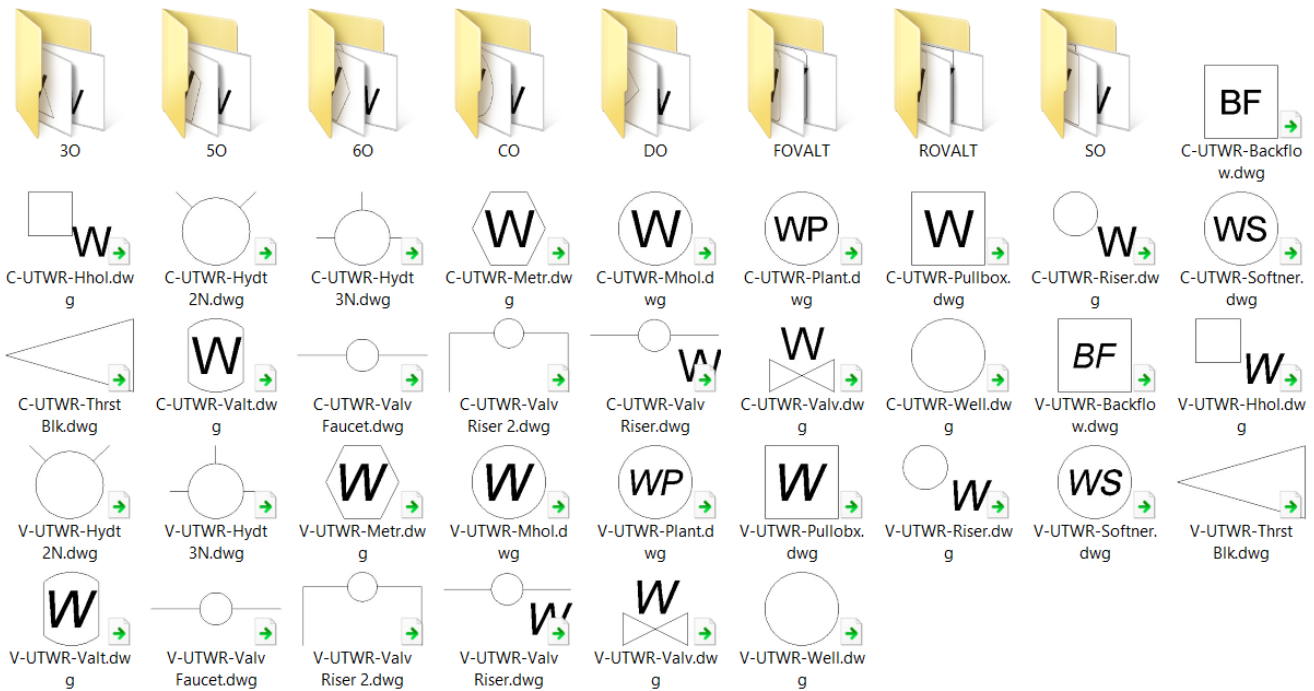 3O
5O
6O
CO
DO
FOVALT
ROVALT
SO
BF
C-UTWR-Backflo
w.dwg
W
C-UTWR-Hhol.dw
g
C-UTWR-Hydt
2N.dwg
C-UTWR-Hydt
3N.dwg
W
C-UTWR-Metr.dw
g
W
C-UTWR-Mhol.d
wg
WP
C-UTWR-Plant.d
wg
W
C-UTWR-Pullbox.
dwg
W
C-UTWR-Riser.dw
g
WS
C-UTWR-Softner.
dwg
C-UTWR-Thrst
Blk.dwg
W
C-UTWR-Valt.dw
g
C-UTWR-Valv
Faucet.dwg
C-UTWR-Valv
Riser 2.dwg
W
C-UTWR-Valv
Riser.dwg
W
C-UTWR-Valv.dw
g
C-UTWR-Well.dw
g
BF
V-UTWR-Backflo
w.dwg
W
V-UTWR-Hhol.dw
g
V-UTWR-Hydt
2N.dwg
V-UTWR-Hydt
3N.dwg
W
V-UTWR-Metr.dw
g
W
V-UTWR-Mhol.d
wg
WP
V-UTWR-Plant.d
wg
W
V-UTWR-Pullobx.
dwg
W
V-UTWR-Riser.dw
g
WS
V-UTWR-Softner.
dwg
V-UTWR-Thrst
Blk.dwg
W
V-UTWR-Valt.dw
g
V-UTWR-Valv
Faucet.dwg
V-UTWR-Valv
Riser 2.dwg
W
V-UTWR-Valv
Riser.dwg
W
V-UTWR-Valv.dw
g
V-UTWR-Well.dw
g